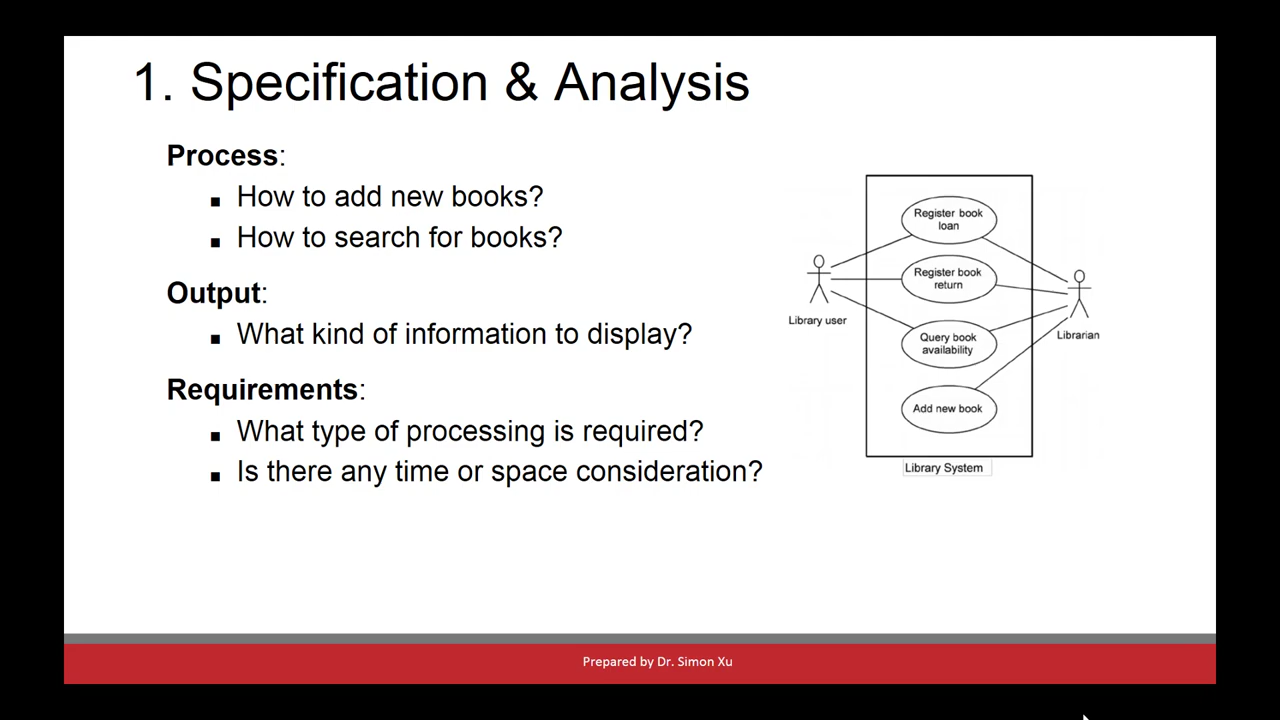 1. Specification & Analysis
Process:
▪ How to add new books?
▪ How to search for books?
Output:
▪ What kind of information to display?
Requirements:
▪ What type of processing is required?
▪ Is there any time or space consideration?
Register book
loan
Register book
return
Library user
Query book
availability
Librarian
Add new book
Library System
Prepared by Dr. Simon Xu